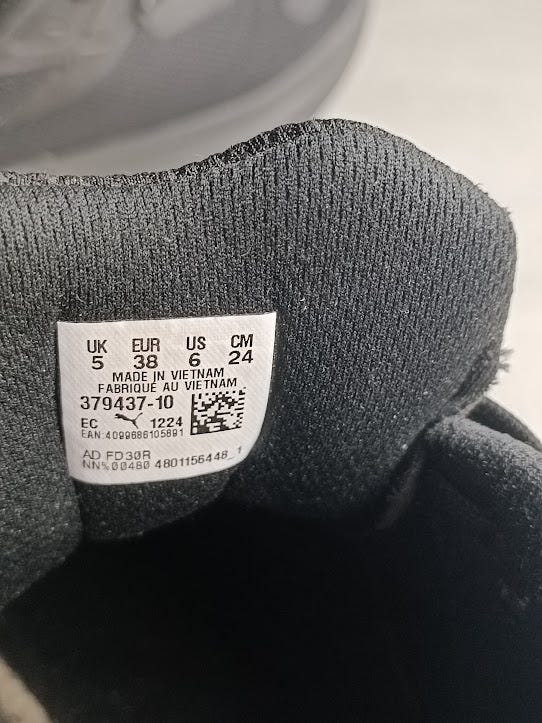 UK EUR US CM
5 38 6 24
MADE IN VIETNAM
FABRIQUÉ AU VIETNAM
379437-10
EC 1224
EAN:4099686105891
AD FD30R
NN%00480 4801156448_1